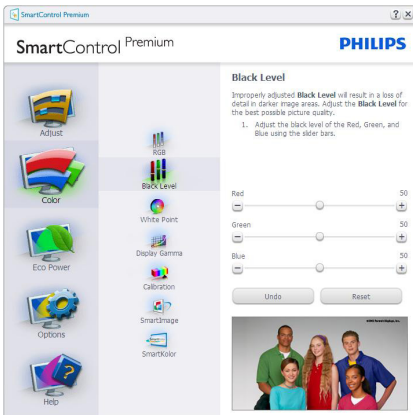 SmartControl Premium
? X
SmartControl Premium
PHILIPS
Adjust
Color
Eco Power
Options
Help
RGB
Black Level
White Point
Display Gamma
Calibration
SmartImage
SmartKolor
Black Level
Improperly adjusted Black Level will result in a loss of
detail in darker image areas. Adjust the Black Level for
the best possible picture quality.
1. Adjust the black level of the Red, Green, and
Blue using the slider bars.
Red 50
Green 50
Blue 50
Undo Reset